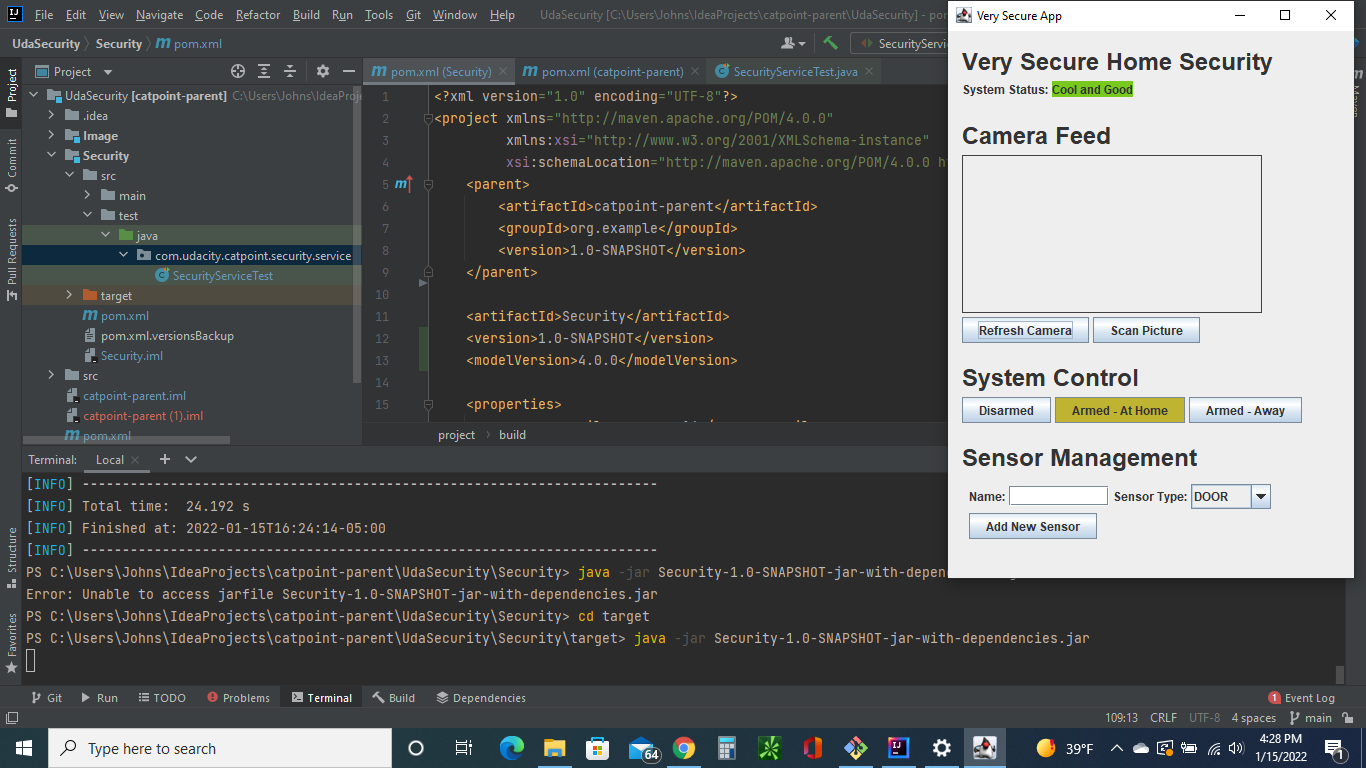 File Edit View Navigate Code Refactor Build Run Tools Git Window Help UdaSecurity [C:\Users\Johns\IdeaProjects\catpoint-parent\UdaSecurity] - po
UdaSecurity Security pom.xml SecurityServi
Project
pom.xml (Security) pom.xml (catpoint-parent) SecurityServiceTest.java
Project
Commit
Pull Requests
Structure
Favorites
UdaSecurity [catpoint-parent] C:\Users\Johns\IdeaProje
.idea
Image
Security
src
main
test
java
com.udacity.catpoint.security.service
SecurityServiceTest
target
pom.xml
pom.xml.versionsBackup
Security.iml
src
catpoint-parent.iml
catpoint-parent (1).iml
pom.xml
1 <?xml version="1.0" encoding="UTF-8"?>
2 <project xmlns="http://maven.apache.org/POM/4.0.0"
3 xmlns:xsi="http://www.w3.org/2001/XMLSchema-instance"
4 xsi:schemaLocation="http://maven.apache.org/POM/4.0.0 h
5 <parent>
6 <artifactId>catpoint-parent</artifactId>
7 <groupId>org.example</groupId>
8 <version>1.0-SNAPSHOT</version>
9 </parent>
10
11 <artifactId>Security</artifactId>
12 <version>1.0-SNAPSHOT</version>
13 <modelVersion>4.0.0</modelVersion>
14
15 <properties>
project build
Very Secure App
Very Secure Home Security
System Status: Cool and Good
Camera Feed
Refresh Camera Scan Picture
System Control
Disarmed Armed - At Home Armed - Away
Sensor Management
Name: Sensor Type: DOOR
Add New Sensor
Terminal: Local
[INFO] ------------------------------------------------------------------------
[INFO] Total time:  24.192 s
[INFO] Finished at: 2022-01-15T16:24:14-05:00
[INFO] ------------------------------------------------------------------------
PS C:\Users\Johns\IdeaProjects\catpoint-parent\UdaSecurity\Security> java -jar Security-1.0-SNAPSHOT-jar-with-depen
Error: Unable to access jarfile Security-1.0-SNAPSHOT-jar-with-dependencies.jar
PS C:\Users\Johns\IdeaProjects\catpoint-parent\UdaSecurity\Security> cd target
PS C:\Users\Johns\IdeaProjects\catpoint-parent\UdaSecurity\Security\target> java -jar Security-1.0-SNAPSHOT-jar-with-dependencies.jar
Git Run TODO Problems Terminal Build Dependencies 1 Event Log
109:13 CRLF UTF-8 4 spaces main
Type here to search 64 39°F 4:28 PM
1/15/2022 1